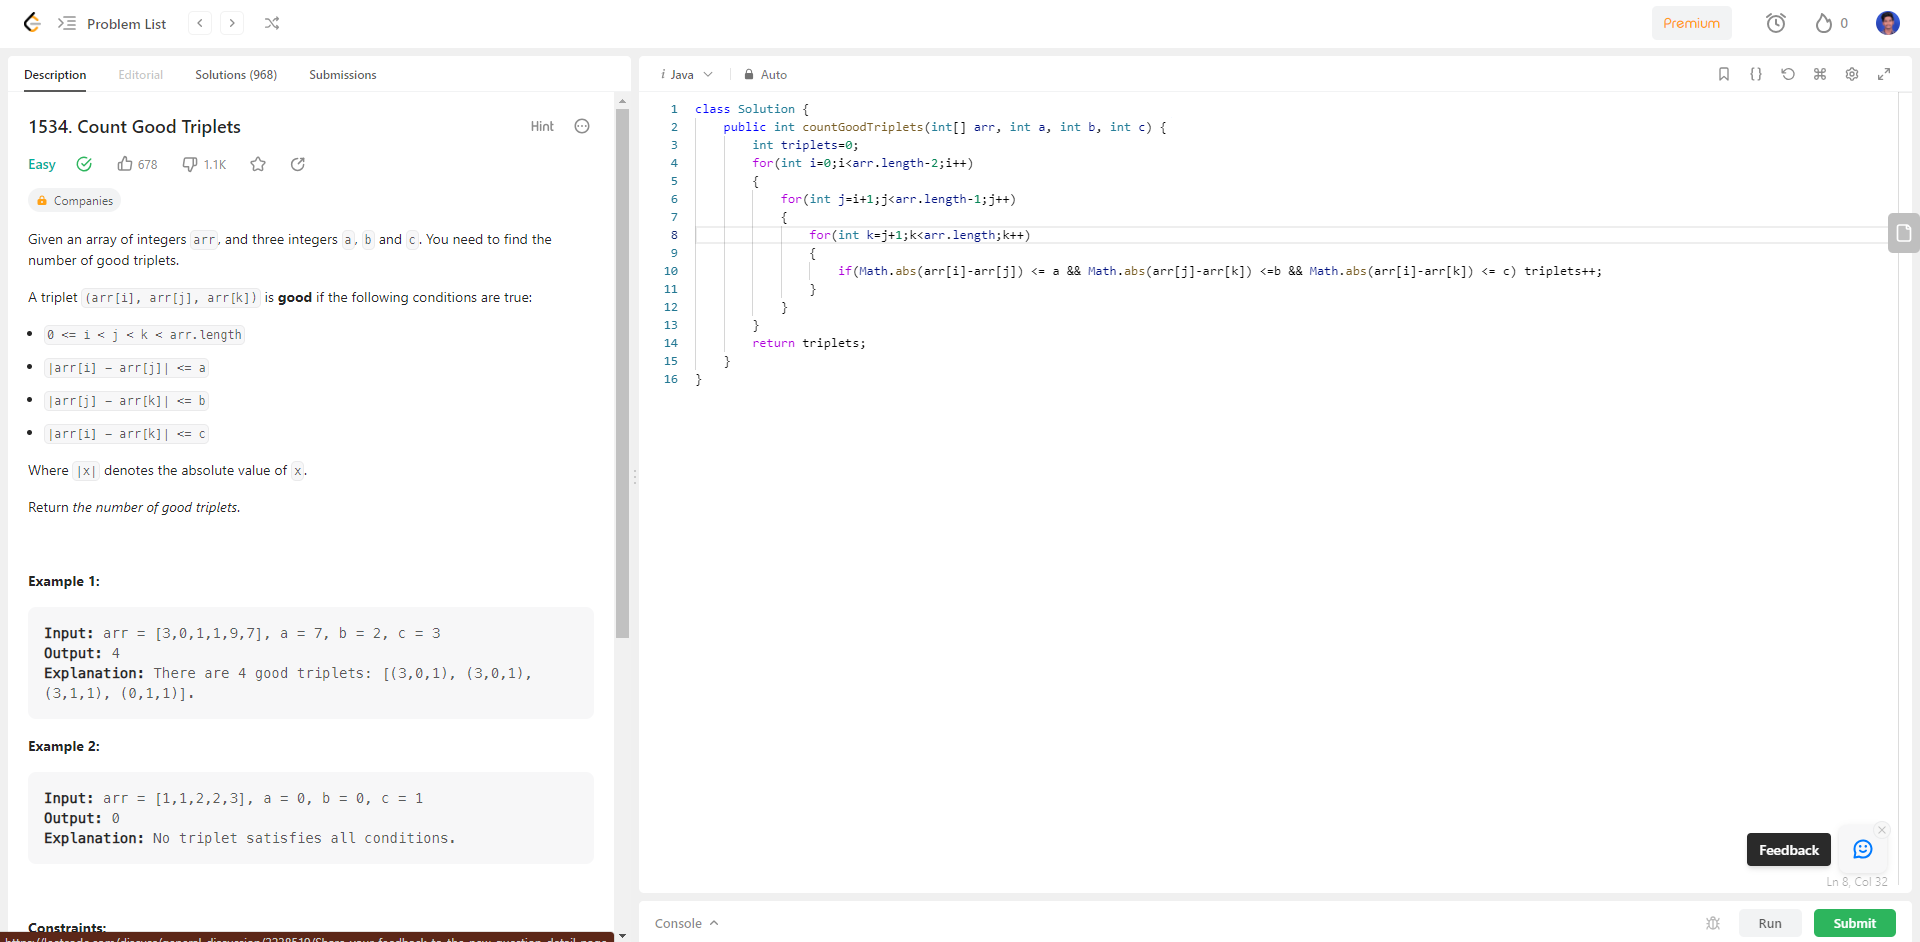 Problem List
Premium
0
Description
Editorial
Solutions (968)
Submissions
1534. Count Good Triplets
Hint
Easy
678
1.1K
Companies
Given an array of integers arr, and three integers a, b and c. You need to find the
number of good triplets.
A triplet (arr[i], arr[j], arr[k]) is good if the following conditions are true:
0 <= i < j < k < arr.length
|arr[i] - arr[j]| <= a
|arr[j] - arr[k]| <= b
|arr[i] - arr[k]| <= c
Where |x| denotes the absolute value of x.
Return the number of good triplets.
Example 1:
Input: arr = [3,0,1,1,9,7], a = 7, b = 2, c = 3
Output: 4
Explanation: There are 4 good triplets: [(3,0,1), (3,0,1),
(3,1,1), (0,1,1)].
Example 2:
Input: arr = [1,1,2,2,3], a = 0, b = 0, c = 1
Output: 0
Explanation: No triplet satisfies all conditions.
Constraints:
i Java
Auto
1 class Solution {
2 public int countGoodTriplets(int[] arr, int a, int b, int c) {
3 int triplets=0;
4 for(int i=0;i<arr.length-2;i++)
5 {
6 for(int j=i+1;j<arr.length-1;j++)
7 {
8 for(int k=j+1;k<arr.length;k++)
9 {
10 if(Math.abs(arr[i]-arr[j]) <= a && Math.abs(arr[j]-arr[k]) <=b && Math.abs(arr[i]-arr[k]) <= c) triplets++;
11 }
12 }
13 }
14 return triplets;
15 }
16 }
Feedback
Ln 8, Col 32
Console
Run
Submit